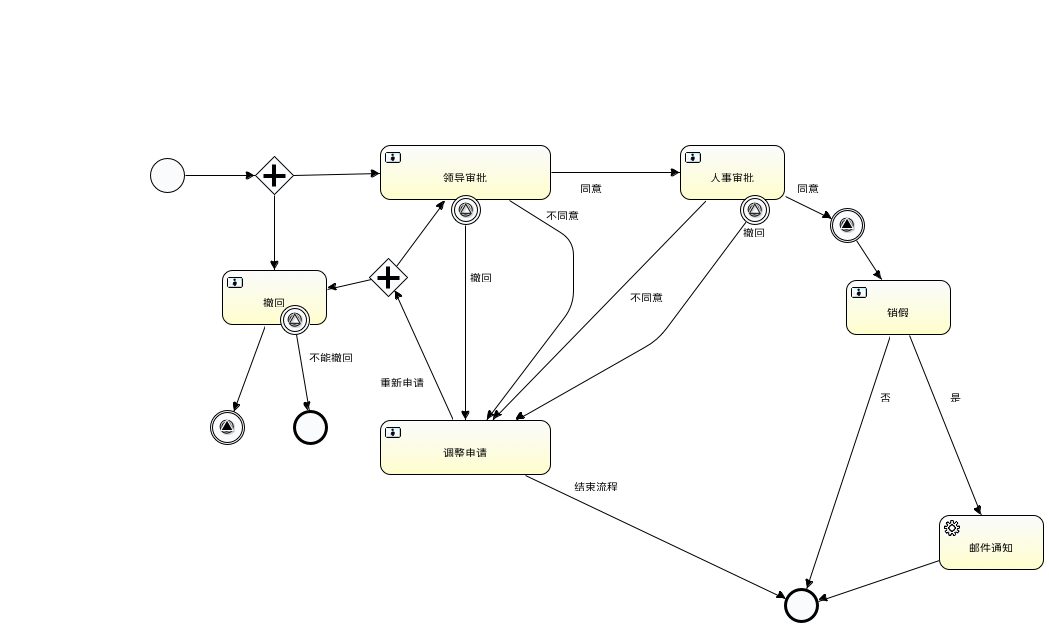 领导审批
人事审批
同意
同意
不同意
撤回
撤回
撤回
不同意
销假
不能撤回
重新申请
否
是
调整申请
结束流程
邮件通知